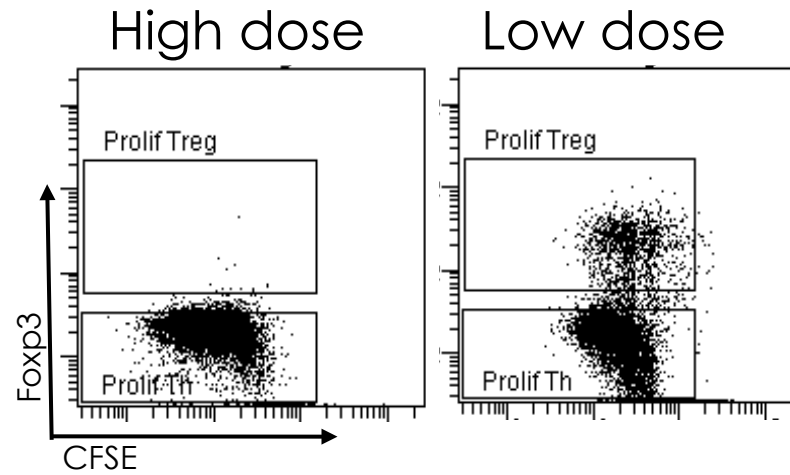 High dose
Low dose
Prolif Treg
Prolif Treg
Foxp3
Prolif Th
Prolif Th
CFSE